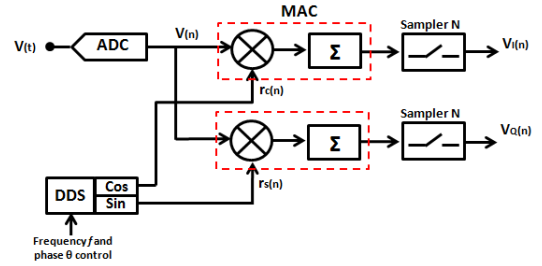 MAC
V(t)
ADC
V(n)
Σ
Sampler N
VI(n)
rc(n)
Sampler N
Σ
VQ(n)
rs(n)
DDS
Cos
Sin
Frequency f and
phase θ control